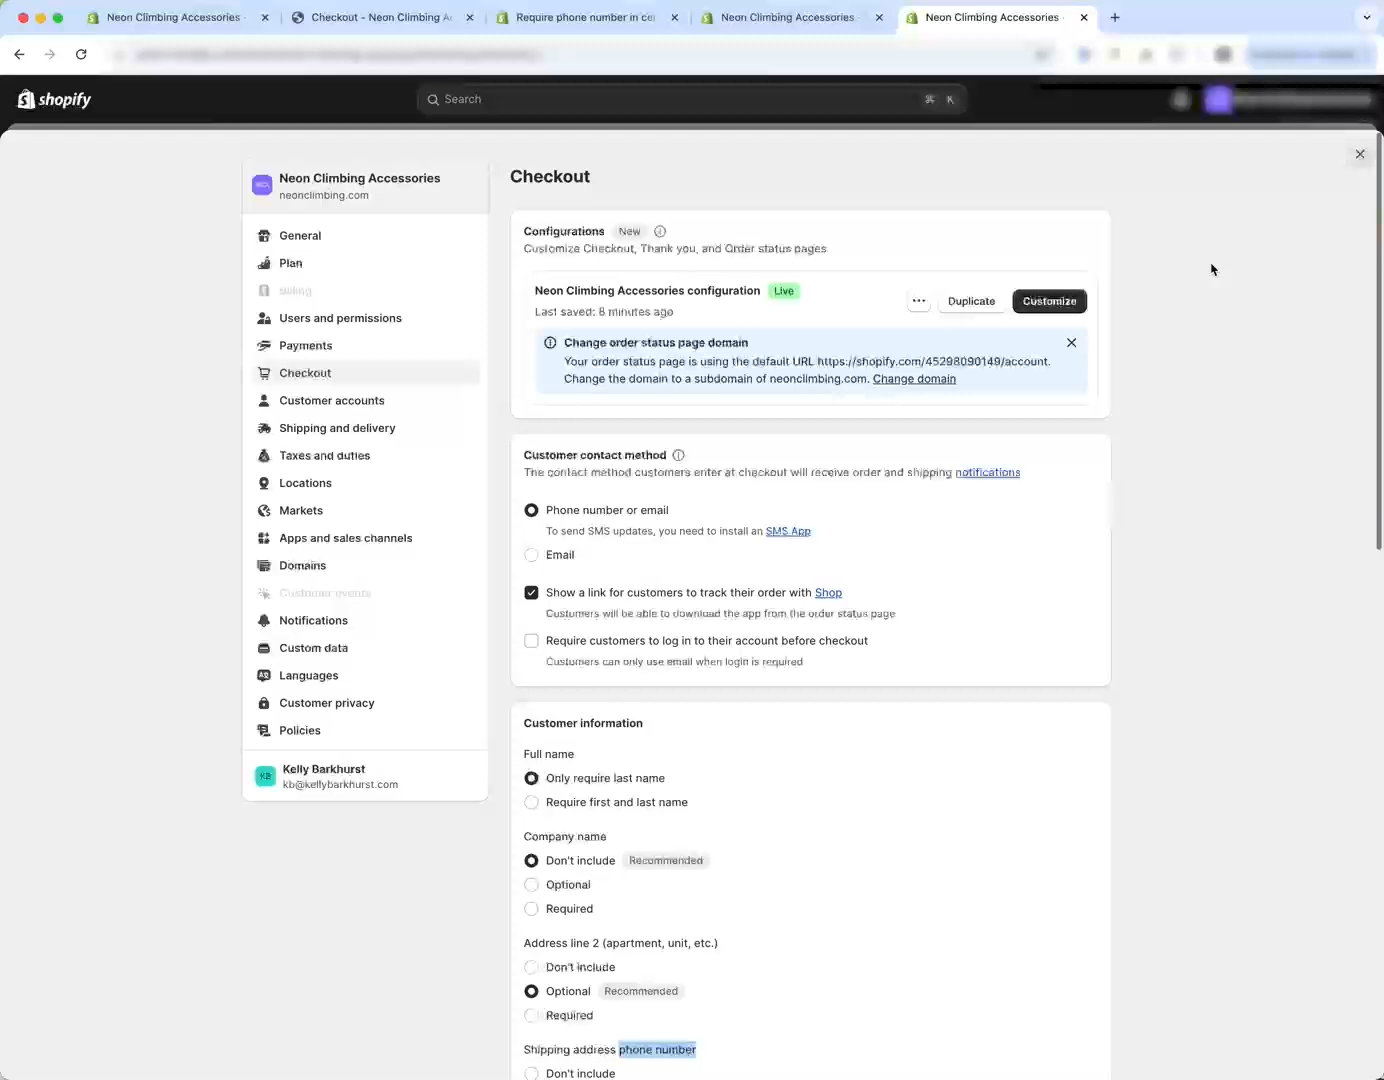 Neon Climbing Accessories
Checkout - Neon Climbing A
Require phone number in
Neon Climbing Accessories
Neon Climbing Accessories
shopify
Search
⌘ K
Neon Climbing Accessories
neonclimbing.com
General
Plan
Billing
Users and permissions
Payments
Checkout
Customer accounts
Shipping and delivery
Taxes and duties
Locations
Markets
Apps and sales channels
Domains
Customer events
Notifications
Custom data
Languages
Customer privacy
Policies
KB
Kelly Barkhurst
kb@kellybarkhurst.com
Checkout
Configurations New
Customize Checkout, Thank you, and Order status pages
Neon Climbing Accessories configuration Live
Last saved: 8 minutes ago
Duplicate
Customize
Change order status page domain
Your order status page is using the default URL https://shopify.com/45298090149/account.
Change the domain to a subdomain of neonclimbing.com. Change domain
Customer contact method
The contact method customers enter at checkout will receive order and shipping notifications
Phone number or email
To send SMS updates, you need to install an SMS App
Email
Show a link for customers to track their order with Shop
Customers will be able to download the app from the order status page
Require customers to log in to their account before checkout
Customers can only use email when login is required
Customer information
Full name
Only require last name
Require first and last name
Company name
Don't include Recommended
Optional
Required
Address line 2 (apartment, unit, etc.)
Don't include
Optional Recommended
Required
Shipping address phone number
Don't include